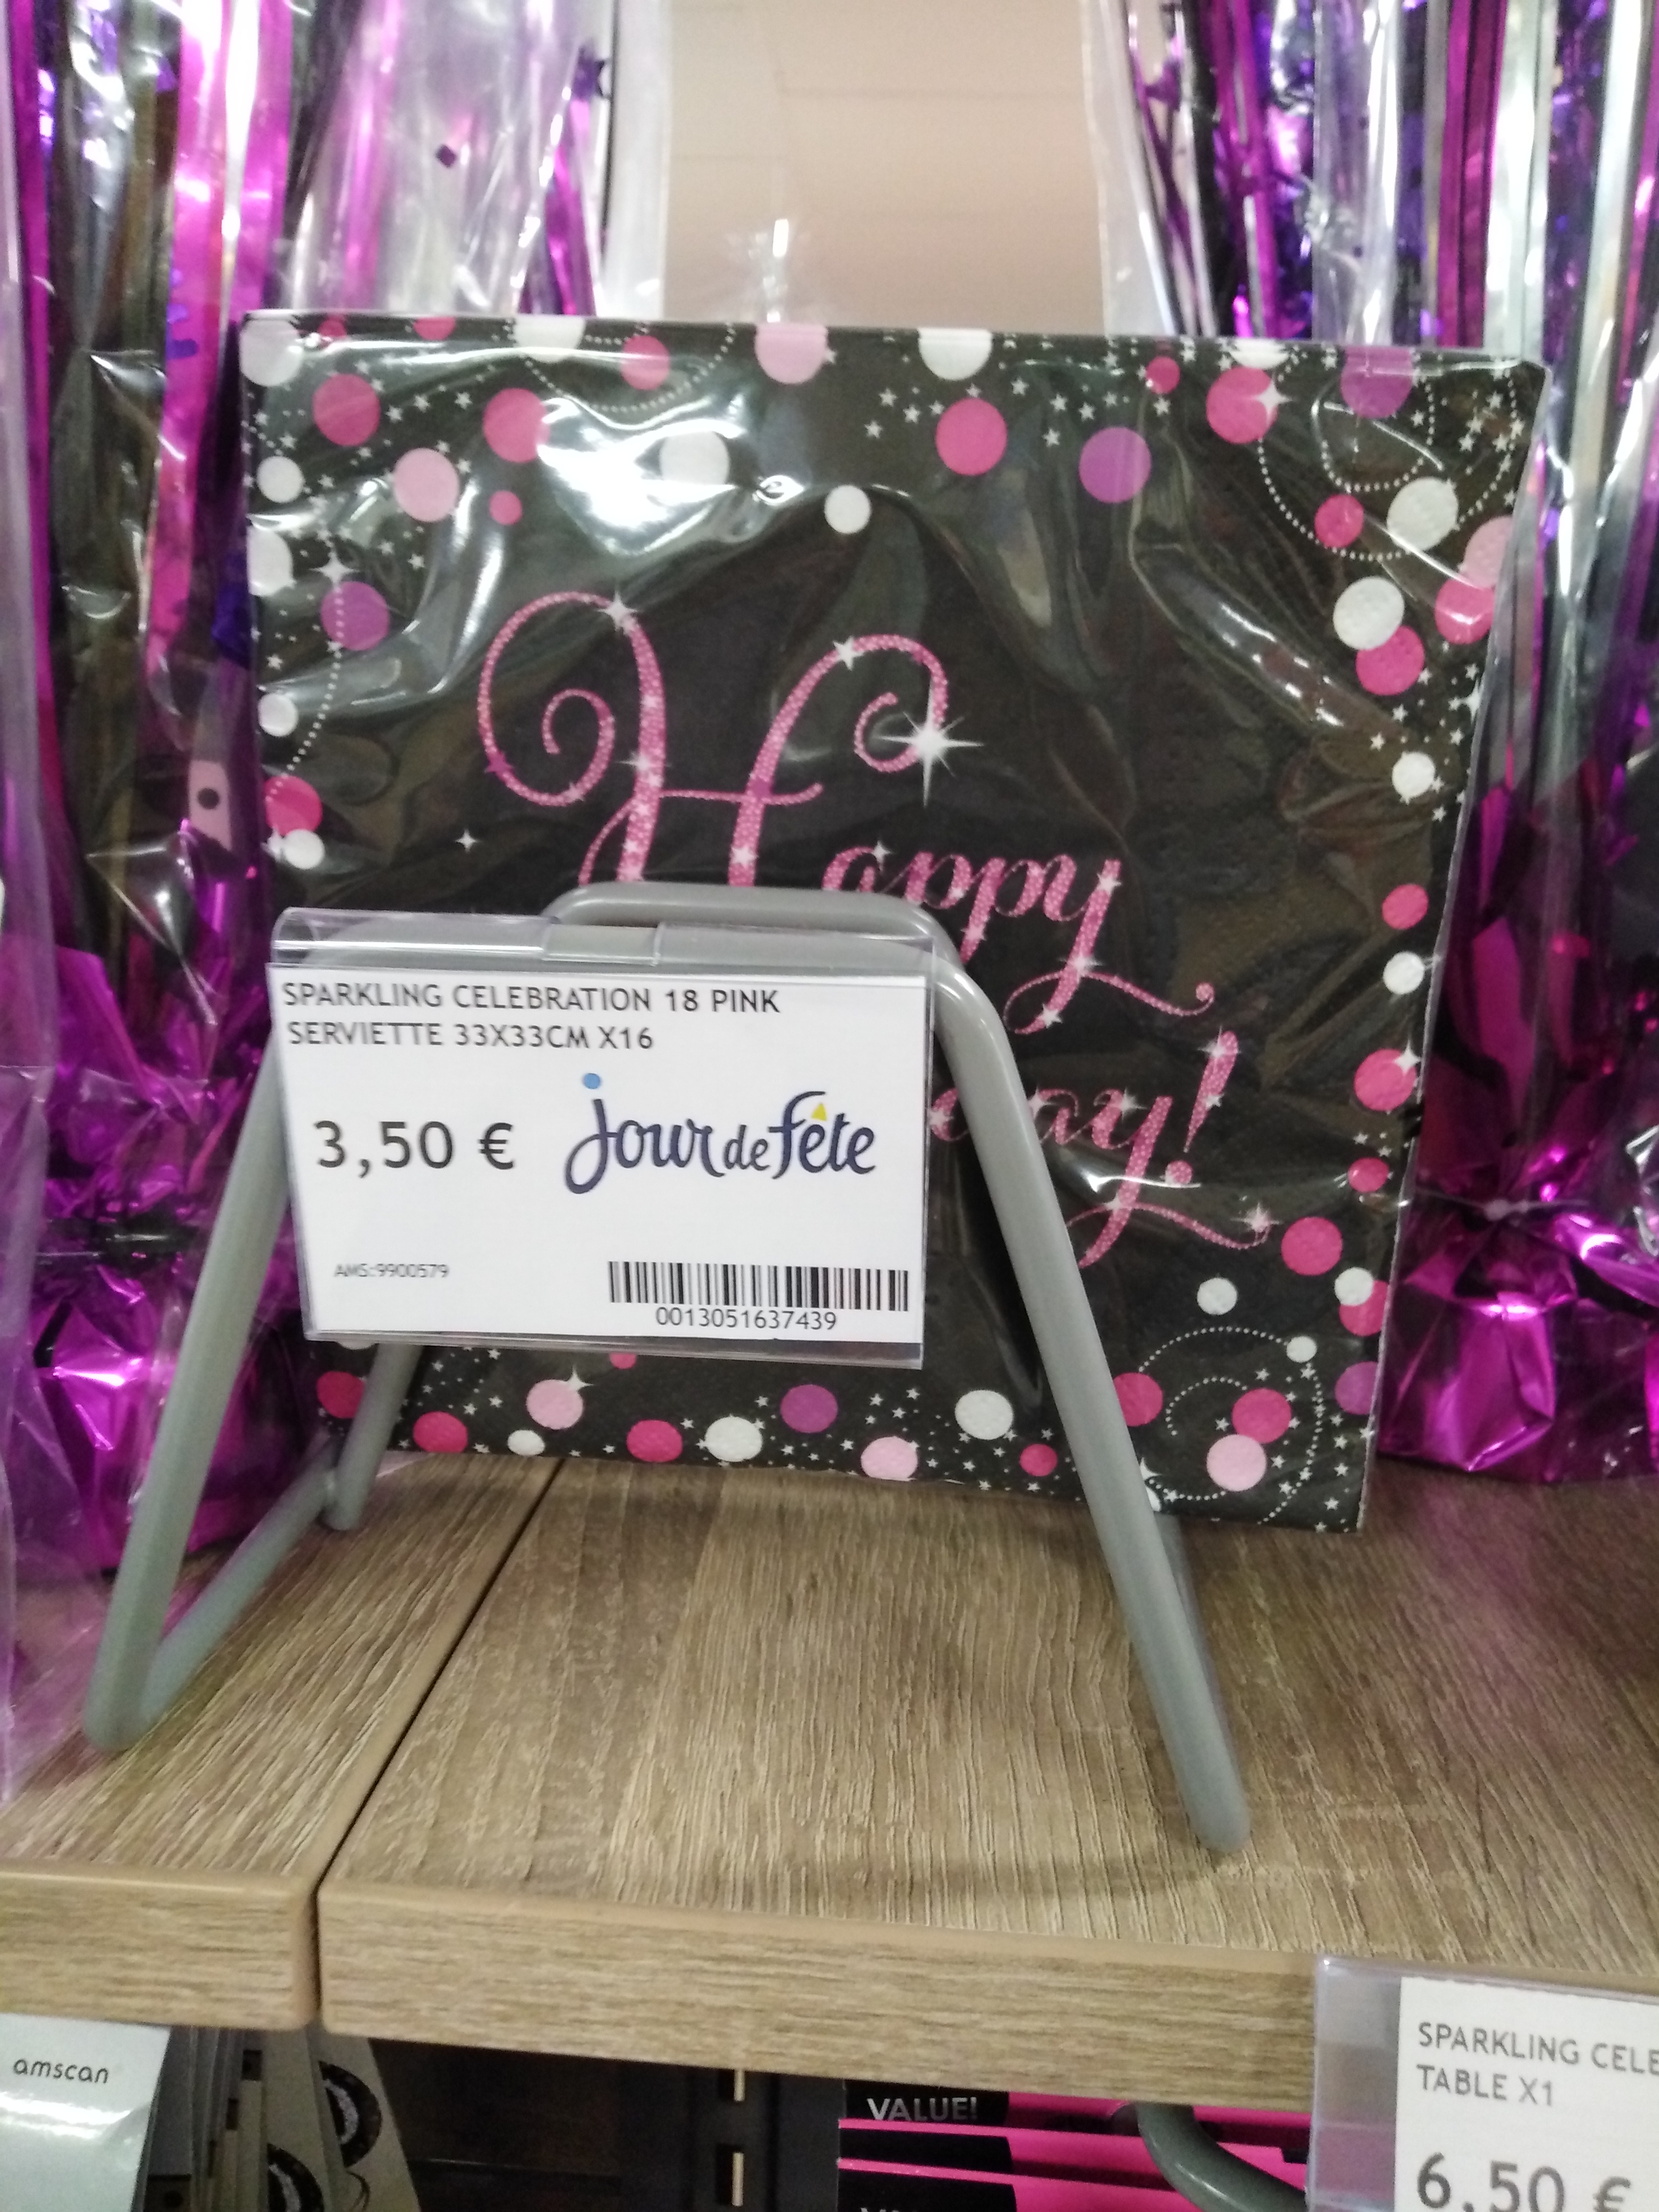 Happy
day!
SPARKLING CELEBRATION 18 PINK
SERVIETTE 33X33CM X16
3,50 €
jour de fête
AMS:9900579
0013051637439
amscan
VALUE!
SPARKLING CELE
TABLE X1
6,50 €